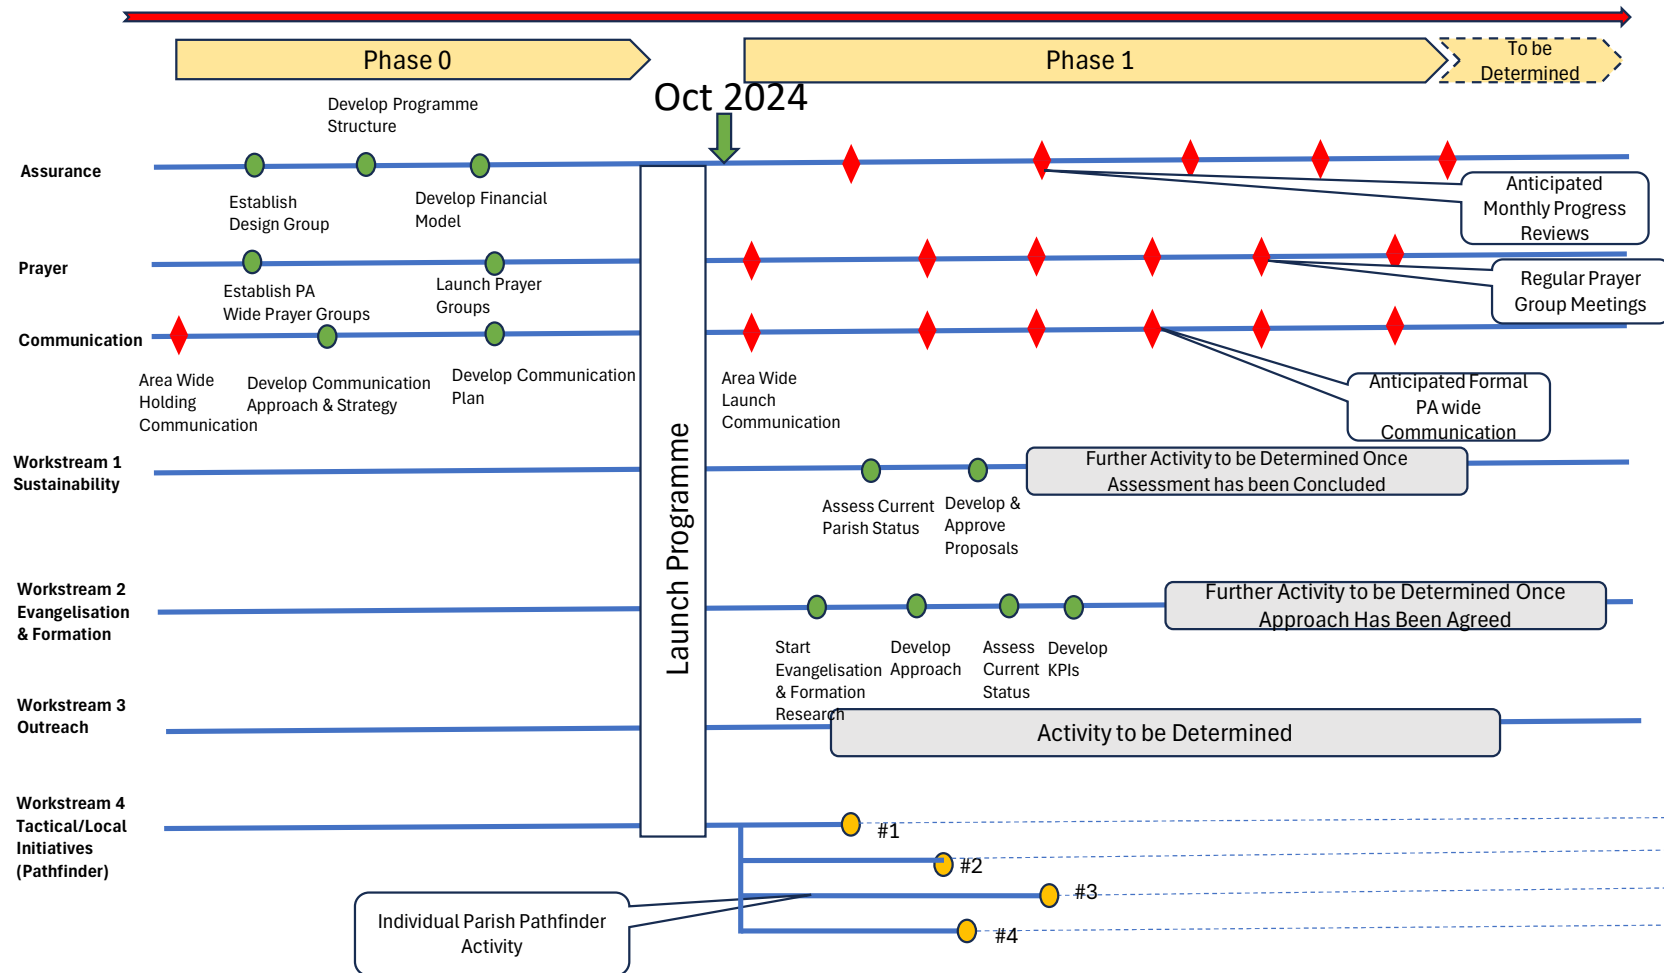 Phase 0
Phase 1
To be
Determined
Oct 2024
Develop Programme
Structure
Assurance
Establish
Design Group
Develop Financial
Model
Anticipated
Monthly Progress
Reviews
Prayer
Establish PA
Wide Prayer Groups
Launch Prayer
Groups
Regular Prayer
Group Meetings
Communication
Area Wide
Holding
Communication
Develop Communication
Approach & Strategy
Develop Communication
Plan
Area Wide
Launch
Communication
Anticipated Formal
PA wide
Communication
Launch Programme
Workstream 1
Sustainability
Further Activity to be Determined Once
Assessment has been Concluded
Assess Current
Parish Status
Develop &
Approve
Proposals
Workstream 2
Evangelisation
& Formation
Further Activity to be Determined Once
Approach Has Been Agreed
Start
Evangelisation
& Formation
Research
Develop
Approach
Assess
Current
Status
Develop
KPIs
Workstream 3
Outreach
Activity to be Determined
Workstream 4
Tactical/Local
Initiatives
(Pathfinder)
#1
#2
#3
#4
Individual Parish Pathfinder
Activity